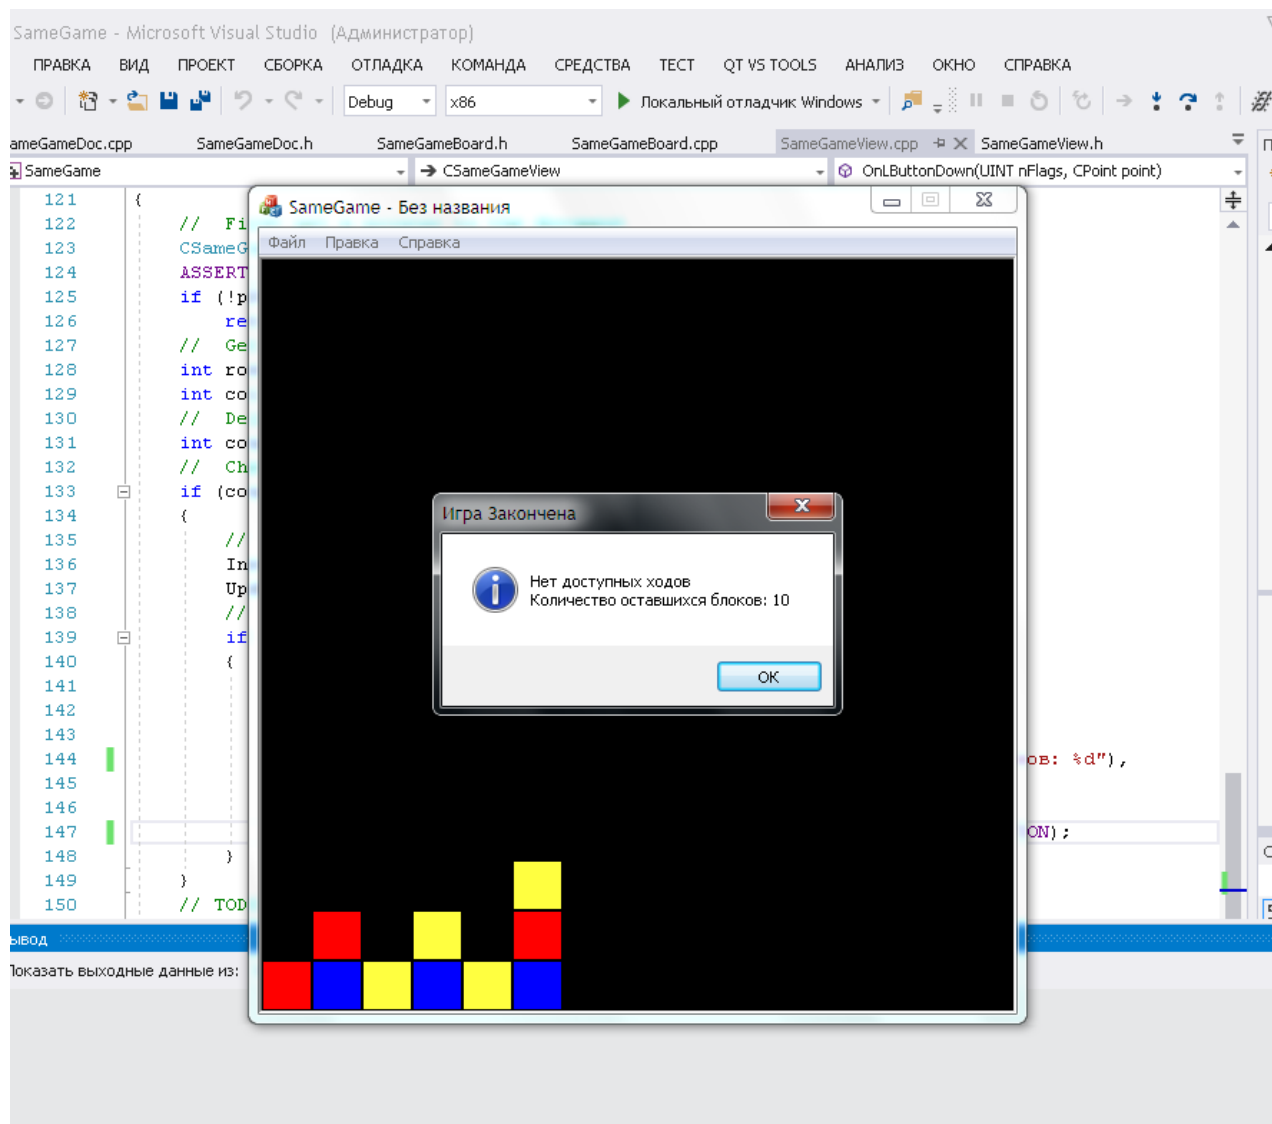 SameGame - Microsoft Visual Studio (Администратор)
ПРАВКА ВИД ПРОЕКТ СБОРКА ОТЛАДКА КОМАНДА СРЕДСТВА ТЕСТ QT VS TOOLS АНАЛИЗ ОКНО СПРАВКА
Debug x86 Локальный отладчик Windows
ameGameDoc.cpp SameGameDoc.h SameGameBoard.h SameGameBoard.cpp SameGameView.cpp SameGameView.h
SameGame CSameGameView OnLButtonDown(UINT nFlags, CPoint point)
121 {
122 // Fi
123 CSameG
124 ASSERT
125 if (!p
126 re
127 // Ge
128 int ro
129 int co
130 // De
131 int co
132 // Ch
133 if (co
134 {
135 //
136 In
137 Up
138 //
139 if
140 {
141
142
143
144 ов: %d"),
145
146
147 ON);
148 }
149 }
150 // TOD
SameGame - Без названия
Файл Правка Справка
Игра Закончена
Нет доступных ходов
Количество оставшихся блоков: 10
ОК
ывод
Показать выходные данные из: